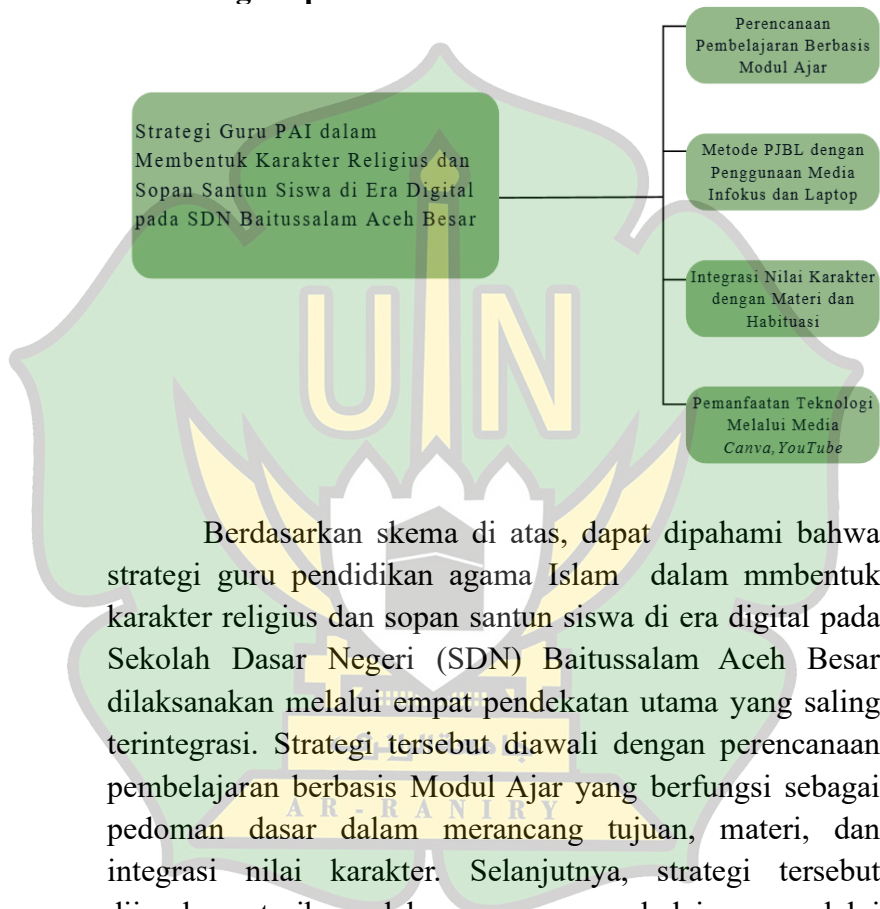 Strategi Guru PAI dalam
Membentuk Karakter Religius dan
Sopan Santun Siswa di Era Digital
pada SDN Baitussalam Aceh Besar
Perencanaan
Pembelajaran Berbasis
Modul Ajar
Metode PJBL dengan
Penggunaan Media
Infokus dan Laptop
Integrasi Nilai Karakter
dengan Materi dan
Habituasi
Pemanfaatan Teknologi
Melalui Media
Canva,YouTube
UIN
Berdasarkan skema di atas, dapat dipahami bahwa
strategi guru pendidikan agama Islam dalam mmbentuk
karakter religius dan sopan santun siswa di era digital pada
Sekolah Dasar Negeri (SDN) Baitussalam Aceh Besar
dilaksanakan melalui empat pendekatan utama yang saling
terintegrasi. Strategi tersebut diawali dengan perencanaan
pembelajaran berbasis Modul Ajar yang berfungsi sebagai
AR-RANIRY
pedoman dasar dalam merancang tujuan, materi, dan
integrasi nilai karakter. Selanjutnya, strategi tersebut